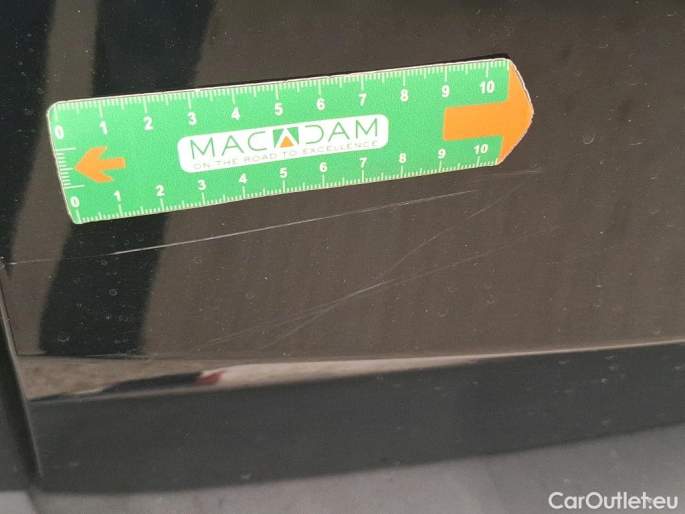 0 1 2 3 4 5 6 7 8 9 10
MACADAM
ON THE ROAD TO EXCELLENCE
0 1 2 3 4 5 6 7 8 9 10
CarOutlet.eu